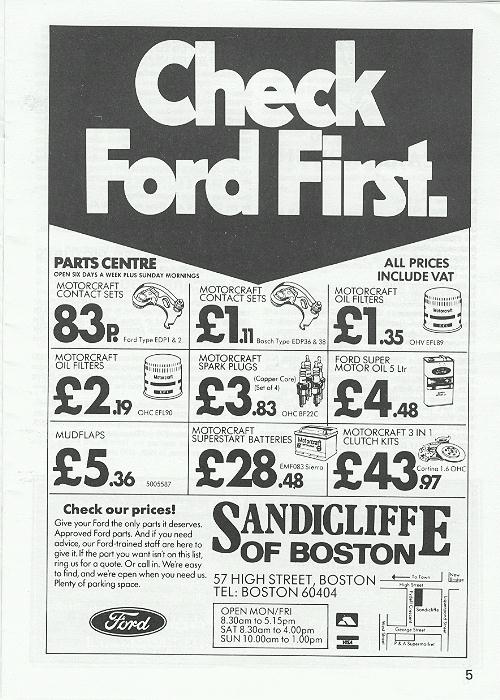 Check
Ford First.
PARTS CENTRE
OPEN SIX DAYS A WEEK PLUS SUNDAY MORNINGS
ALL PRICES
INCLUDE VAT
MOTORCRAFT
CONTACT SETS
83p.
Ford Type EDP1 & 2
MOTORCRAFT
CONTACT SETS
£1.11
Bosch Type EDP36 & 38
MOTORCRAFT
OIL FILTERS
Motorcraft
£1.35
OHV EFL89
MOTORCRAFT
OIL FILTERS
Motorcraft
£2.19
OHC EFL90
MOTORCRAFT
SPARK PLUGS
(Copper Core)
(Set of 4)
£3.83
OHC BF22C
FORD SUPER
MOTOR OIL 5 Ltr
£4.48
MUDFLAPS
£5.36
5005587
MOTORCRAFT
SUPERSTART BATTERIES
Motorcraft
£28.48
EMF083 Sierra
MOTORCRAFT 3 IN 1
CLUTCH KITS
£43.97
Cortina 1.6 OHC
Check our prices!
Give your Ford the only parts it deserves.
Approved Ford parts. And if you need
advice, our Ford-trained staff are here to
give it. If the part you want isn't on this list,
ring us for a quote. Or call in. We're easy
to find, and we're open when you need us.
Plenty of parking space.
Ford
SANDICLIFFE
OF BOSTON
57 HIGH STREET, BOSTON
TEL: BOSTON 60404
OPEN MON/FRI
8.30am to 5.15pm
SAT 8.30am to 4.00pm
SUN 10.00am to 1.00pm
VISA
To Town
High Street
Sandicliffe
George Street
West Street
P & A Supermarket
5